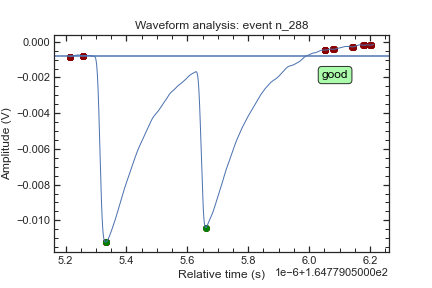 Waveform analysis: event n_288
0.000
−0.002
−0.004
−0.006
−0.008
−0.010
Amplitude (V)
good
5.2
5.4
5.6
5.8
6.0
6.2
Relative time (s)
1e−6+1.6477905000e2